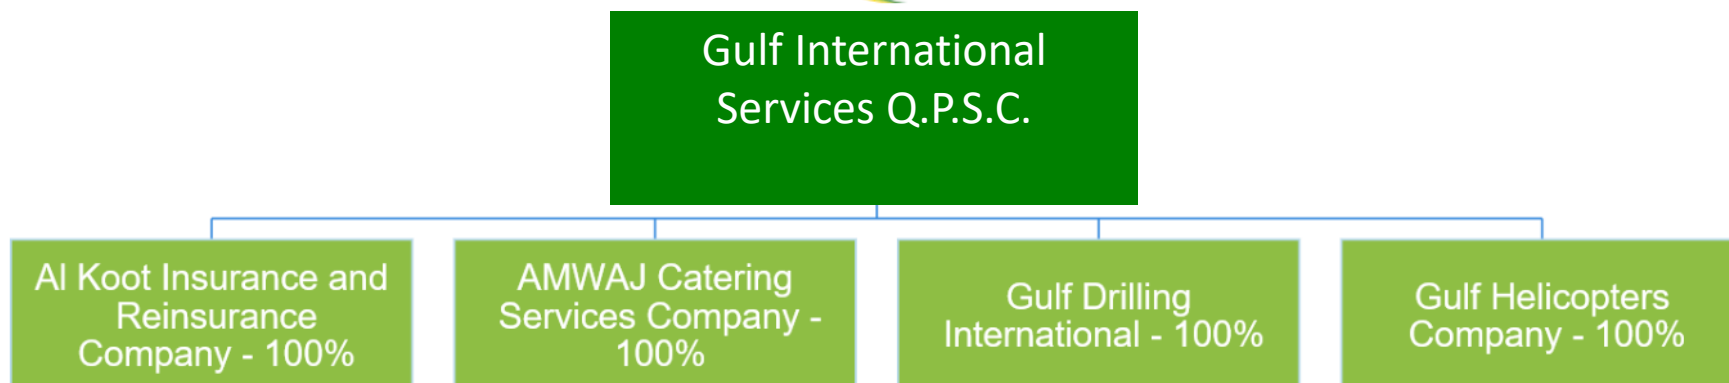 Gulf International
Services Q.P.S.C.
Al Koot Insurance and
Reinsurance
Company - 100%
AMWAJ Catering
Services Company -
100%
Gulf Drilling
International - 100%
Gulf Helicopters
Company - 100%